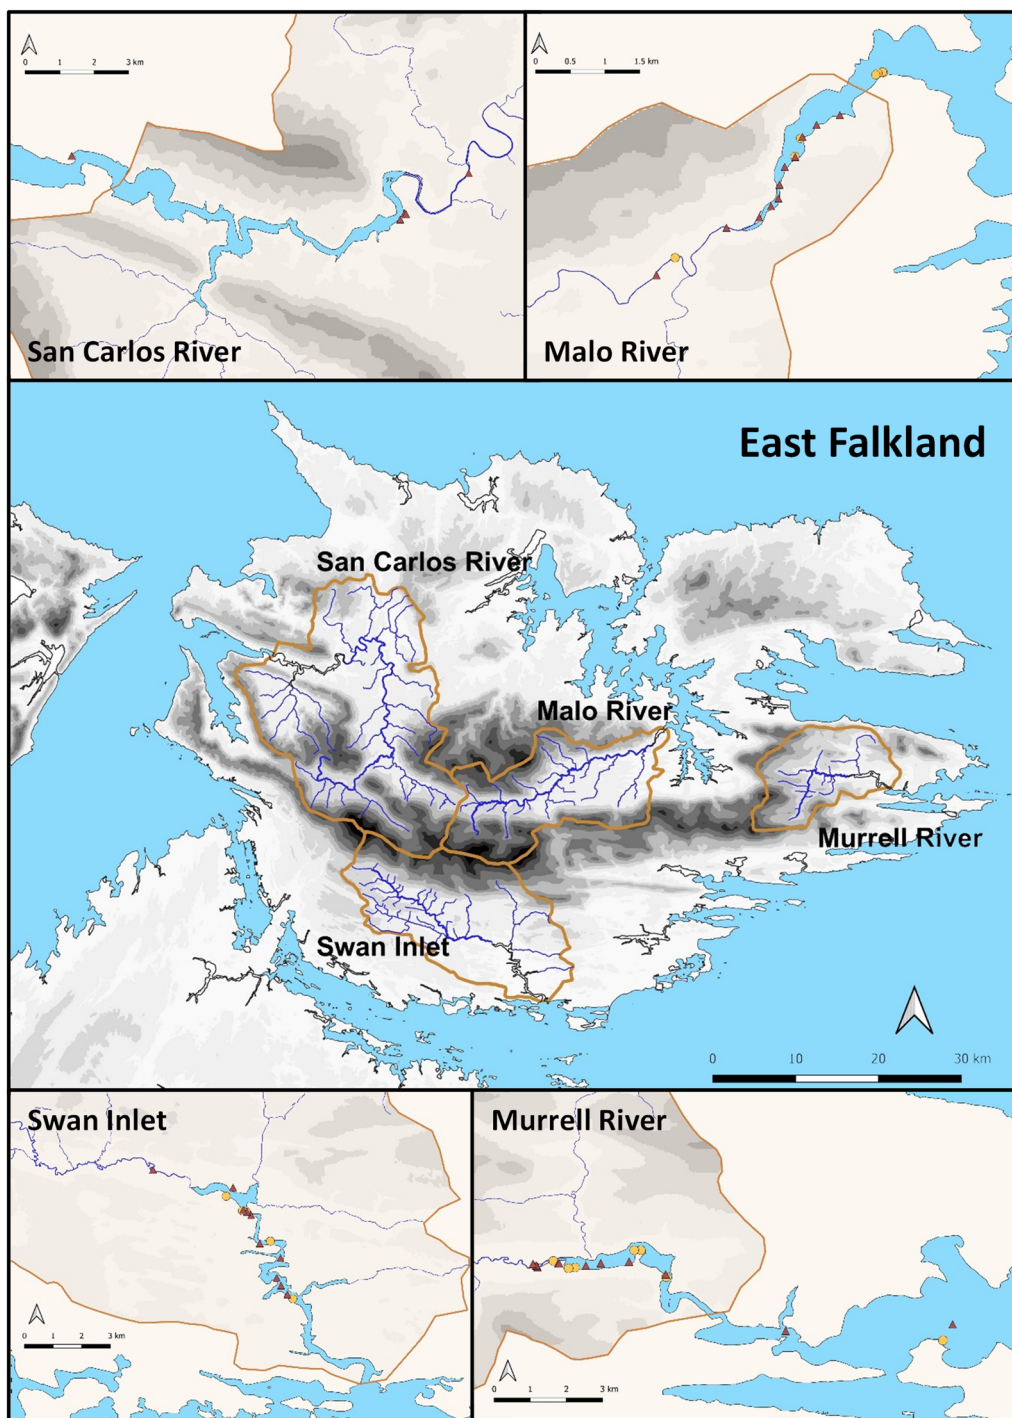 0 1 2 3 km
San Carlos River
0 0.5 1 1.5 km
Malo River
East Falkland
San Carlos River
Malo River
Murrell River
Swan Inlet
0 10 20 30 km
Swan Inlet
0 1 2 3 km
Murrell River
0 1 2 3 km